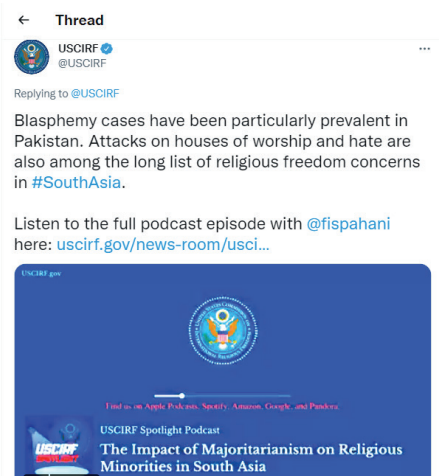 ← Thread
USCIRF
@USCIRF
Replying to @USCIRF
Blasphemy cases have been particularly prevalent in
Pakistan. Attacks on houses of worship and hate are
also among the long list of religious freedom concerns
in #SouthAsia.
Listen to the full podcast episode with @fispahani
here: uscirf.gov/news-room/usci...
USCIRF.gov
Find us on Apple Podcasts, Spotify, Amazon, Google, and Pandora.
USCIRF Spotlight Podcast
USCIRF
SPOTLIGHT
The Impact of Majoritarianism on Religious
Minorities in South Asia